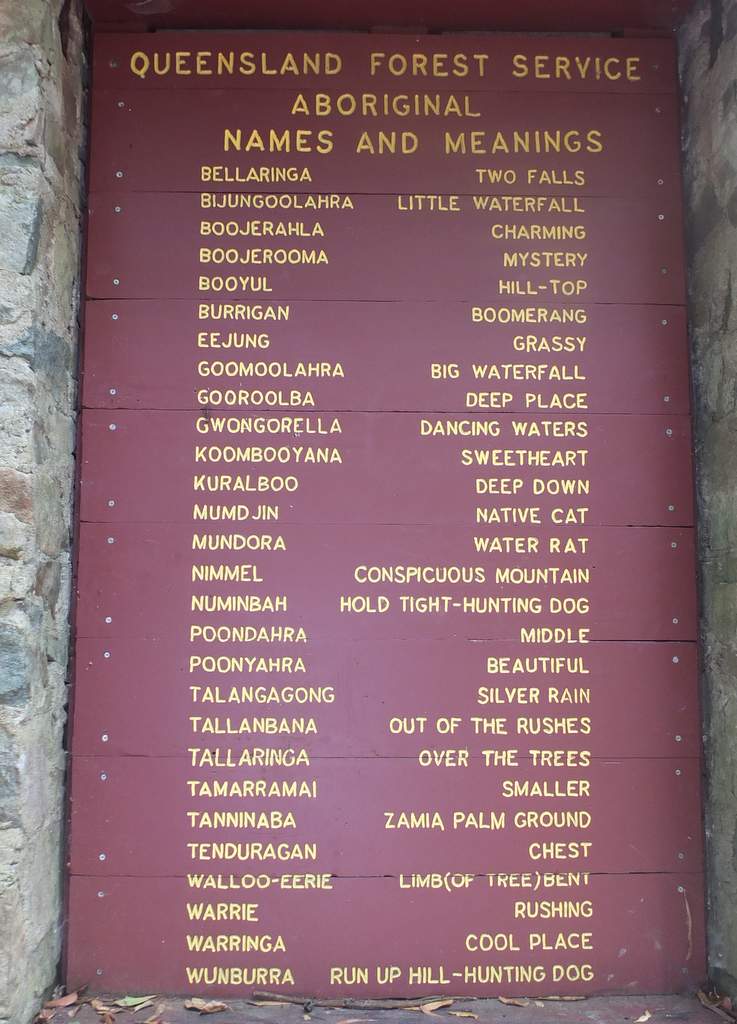 QUEENSLAND FOREST SERVICE
ABORIGINAL
NAMES AND MEANINGS
BELLARINGA TWO FALLS
BIJUNGOOLAHRA LITTLE WATERFALL
BOOJERAHLA CHARMING
BOOJEROOMA MYSTERY
BOOYUL HILL-TOP
BURRIGAN BOOMERANG
EEJUNG GRASSY
GOOMOOLAHRA BIG WATERFALL
GOOROOLBA DEEP PLACE
GWONGORELLA DANCING WATERS
KOOMBOOYANA SWEETHEART
KURALBOO DEEP DOWN
MUMDJIN NATIVE CAT
MUNDORA WATER RAT
NIMMEL CONSPICUOUS MOUNTAIN
NUMINBAH HOLD TIGHT-HUNTING DOG
POONDAHRA MIDDLE
POONYAHRA BEAUTIFUL
TALANGAGONG SILVER RAIN
TALLANBANA OUT OF THE RUSHES
TALLARINGA OVER THE TREES
TAMARRAMAI SMALLER
TANNINABA ZAMIA PALM GROUND
TENDURAGAN CHEST
WALLOO-EERIE LIMB(OF TREE)BENT
WARRIE RUSHING
WARRINGA COOL PLACE
WUNBURRA RUN UP HILL-HUNTING DOG